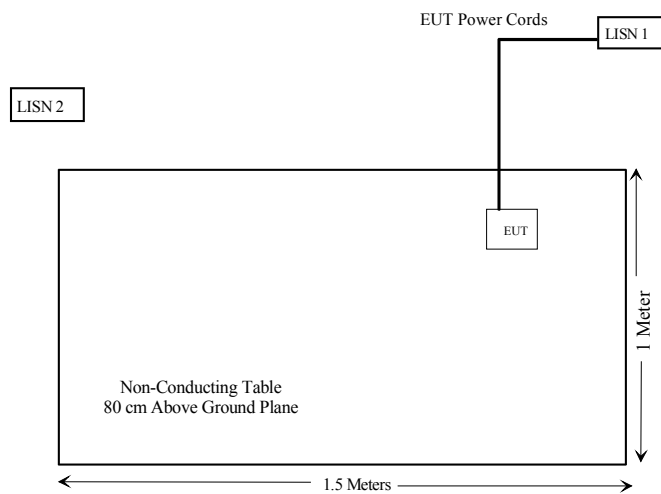 EUT Power Cords
LISN 1
LISN 2
EUT
1 Meter
Non-Conducting Table
80 cm Above Ground Plane
1.5 Meters